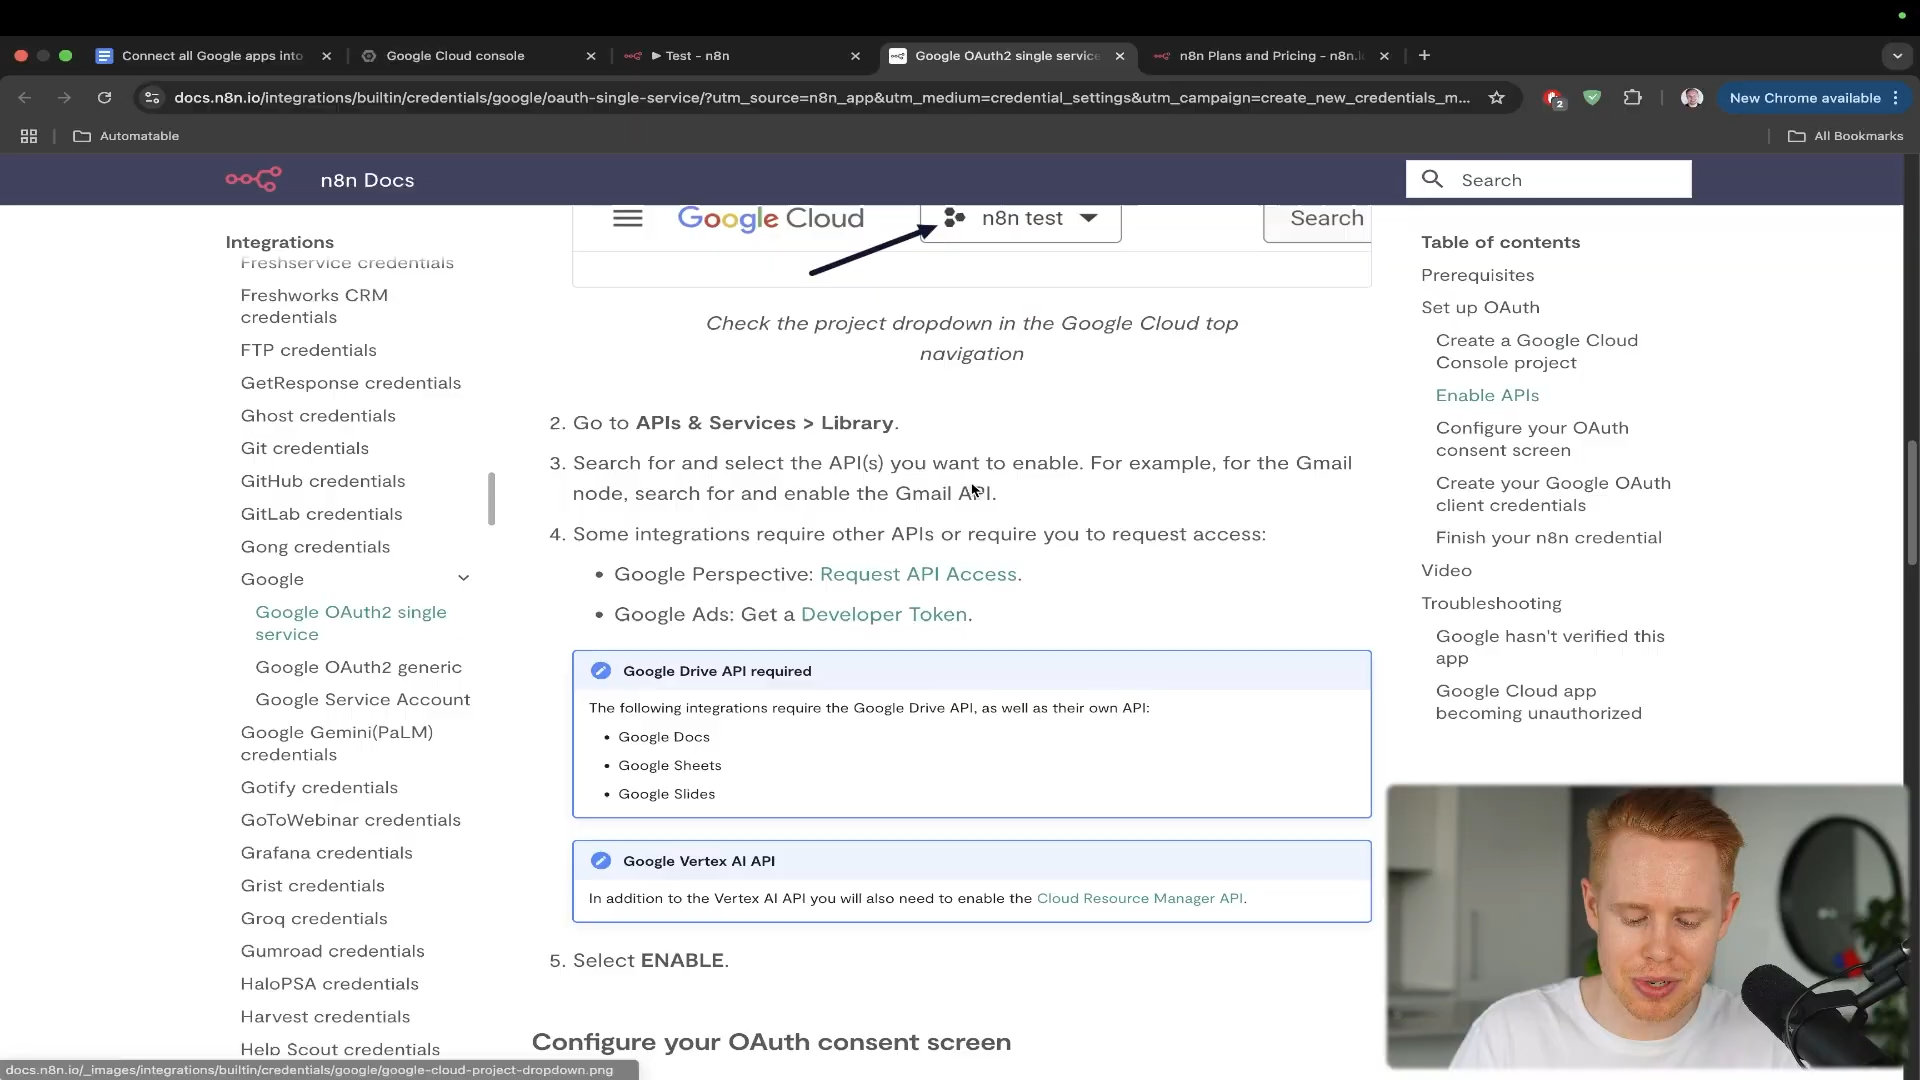 Connect all Google apps into
Google Cloud console
Test - n8n
Google OAuth2 single service
n8n Plans and Pricing - n8n.i
docs.n8n.io/integrations/builtin/credentials/google/oauth-single-service/?utm_source=n8n_app&utm_medium=credential_settings&utm_campaign=create_new_credentials_m...
2
New Chrome available
Automatable
All Bookmarks
n8n Docs
Search
Integrations
Freshservice credentials
Freshworks CRM
credentials
FTP credentials
GetResponse credentials
Ghost credentials
Git credentials
GitHub credentials
GitLab credentials
Gong credentials
Google
Google OAuth2 single
service
Google OAuth2 generic
Google Service Account
Google Gemini(PaLM)
credentials
Gotify credentials
GoToWebinar credentials
Grafana credentials
Grist credentials
Groq credentials
Gumroad credentials
HaloPSA credentials
Harvest credentials
Help Scout credentials
Google Cloud
n8n test
Search
Check the project dropdown in the Google Cloud top
navigation
2. Go to APIs & Services > Library.
3. Search for and select the API(s) you want to enable. For example, for the Gmail
node, search for and enable the Gmail API.
4. Some integrations require other APIs or require you to request access:
• Google Perspective: Request API Access.
• Google Ads: Get a Developer Token.
Google Drive API required
The following integrations require the Google Drive API, as well as their own API:
• Google Docs
• Google Sheets
• Google Slides
Google Vertex AI API
In addition to the Vertex AI API you will also need to enable the Cloud Resource Manager API.
5. Select ENABLE.
Configure your OAuth consent screen
Table of contents
Prerequisites
Set up OAuth
Create a Google Cloud
Console project
Enable APIs
Configure your OAuth
consent screen
Create your Google OAuth
client credentials
Finish your n8n credential
Video
Troubleshooting
Google hasn't verified this
app
Google Cloud app
becoming unauthorized
docs.n8n.io/_images/integrations/builtin/credentials/google/google-cloud-project-dropdown.png